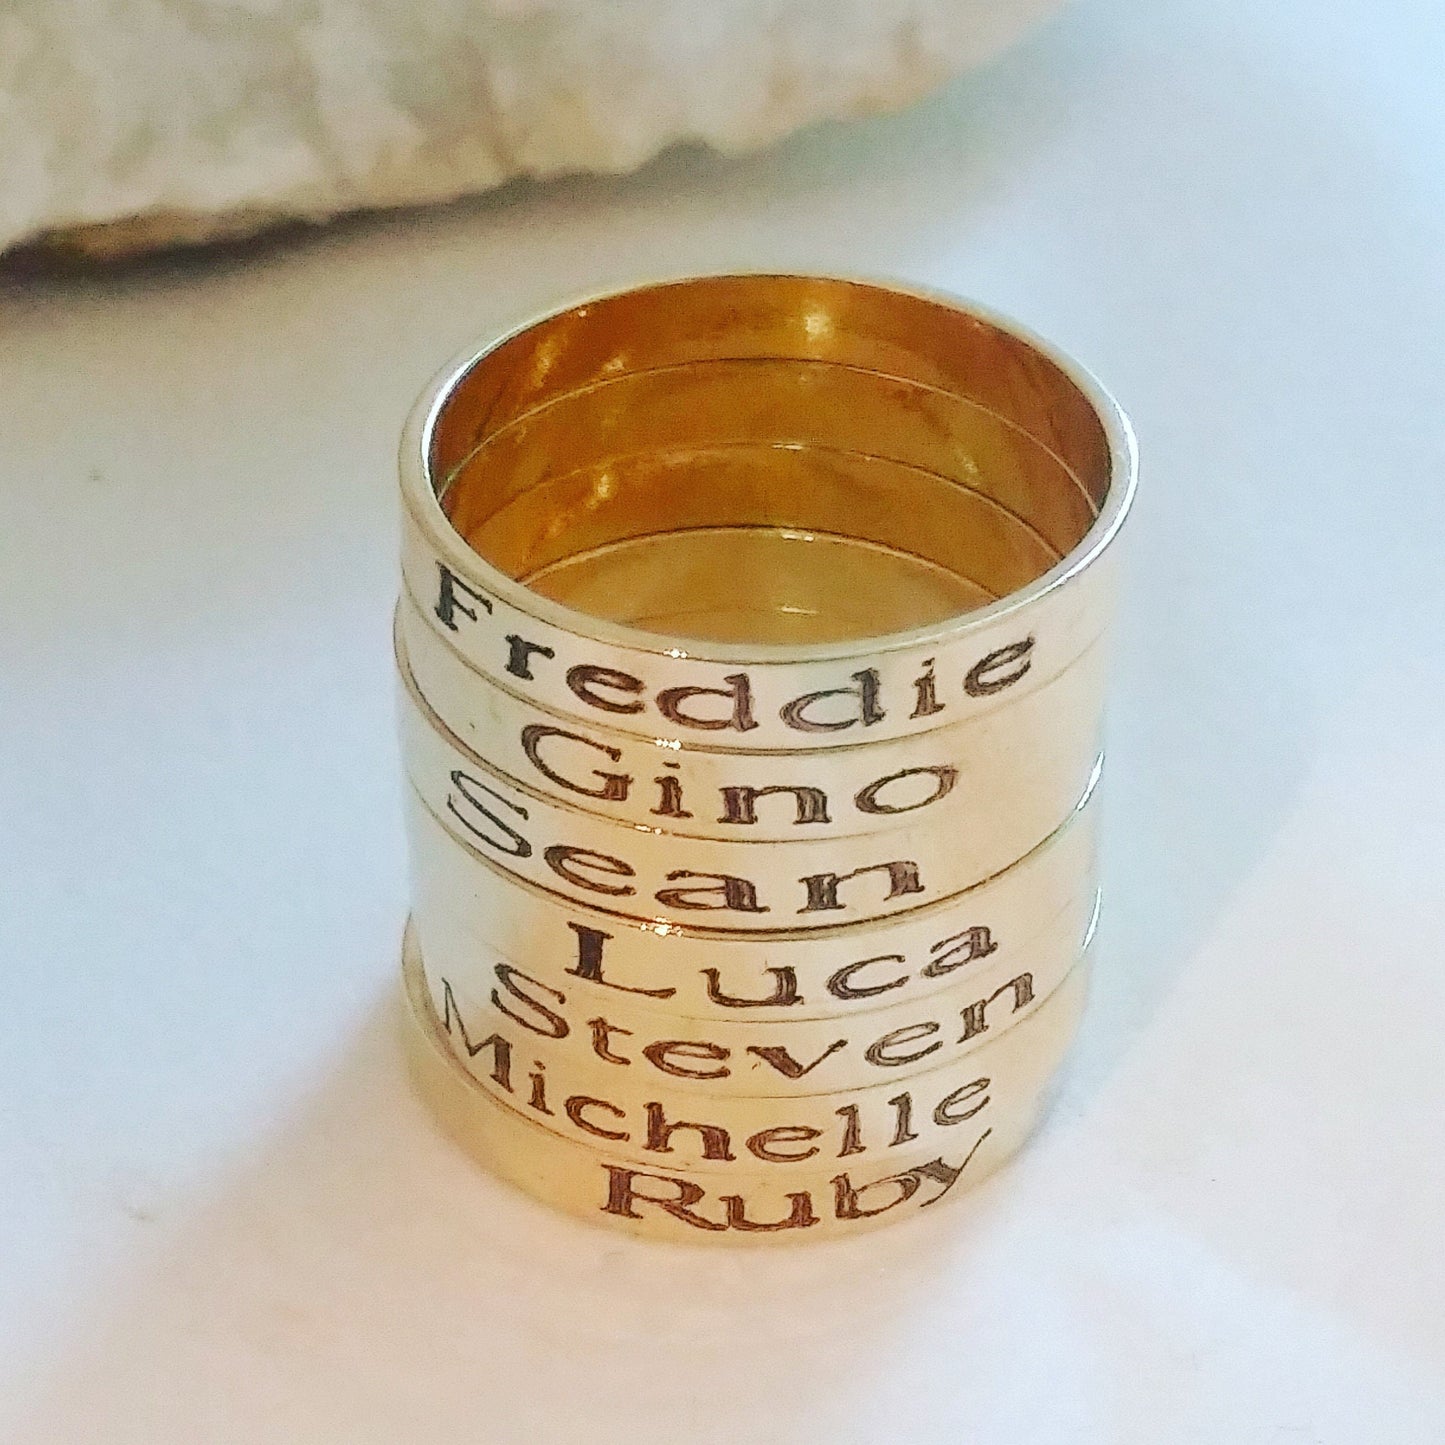 Freddie
Gino
Sean
Luca
Steven
Michelle
Ruby